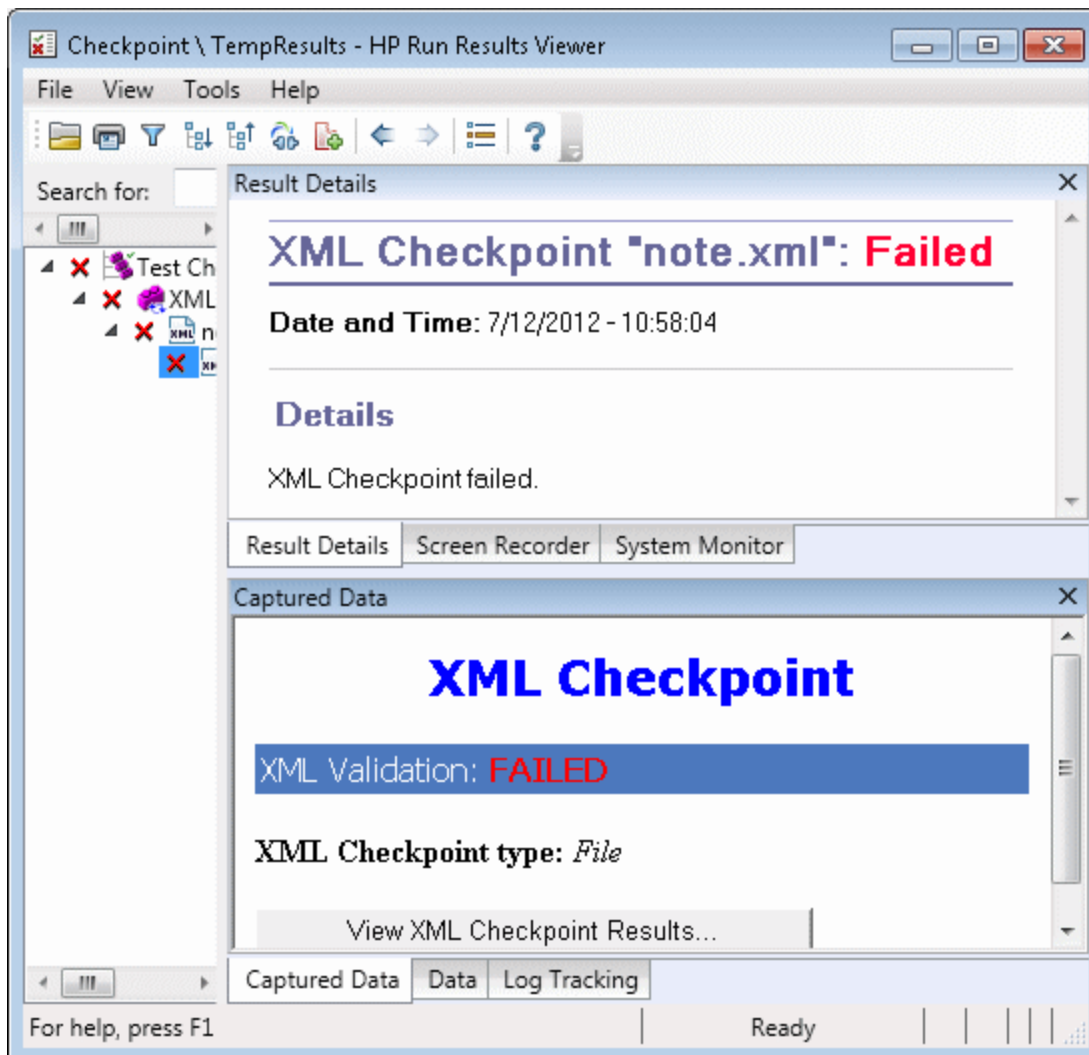 Checkpoint \ TempResults - HP Run Results Viewer
File View Tools Help
Search for:
Test Ch
XML
n
Result Details
XML Checkpoint "note.xml": Failed
Date and Time: 7/12/2012 - 10:58:04
Details
XML Checkpoint failed.
Result Details Screen Recorder System Monitor
Captured Data
XML Checkpoint
XML Validation: FAILED
XML Checkpoint type: File
View XML Checkpoint Results...
Captured Data Data Log Tracking
For help, press F1 Ready